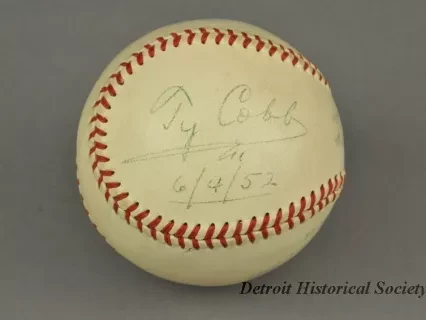 Ty Cobb
6/4/52
Detroit Historical Society